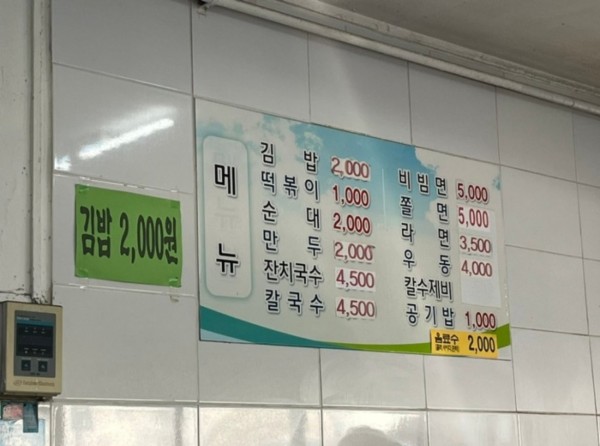 김밥 2,000원
메뉴
김밥 2,000
떡볶이 1,000
순대 2,000
만두 2,000
잔치국수 4,500
칼국수 4,500
비빔면 5,000
쫄면 5,000
라면 3,500
우동 4,000
칼수제비
공기밥 1,000
음료수
2,000